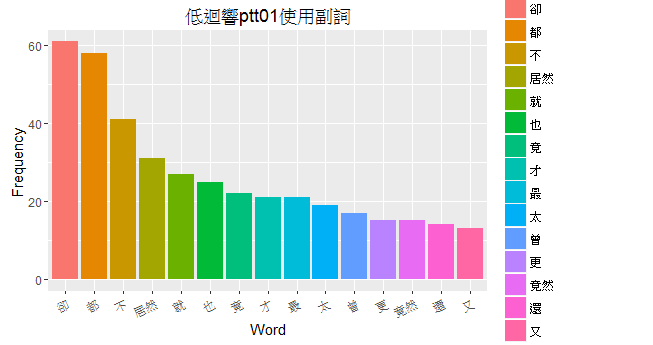 低迴響ptt01使用副詞
Frequency
60
40
20
0
卻
都
不
居然
就
也
竟
才
最
太
曾
更
竟然
還
又
Word
卻
都
不
居然
就
也
竟
才
最
太
曾
更
竟然
還
又